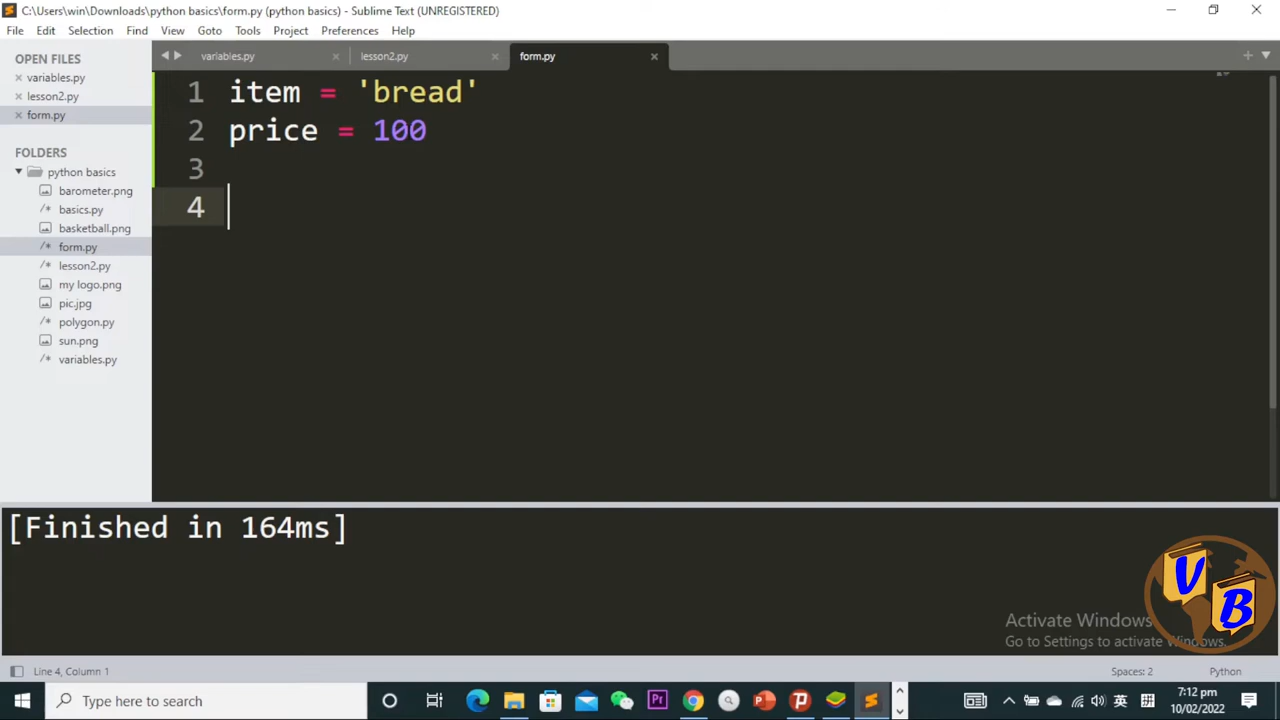 C:\Users\win\Downloads\python basics\form.py (python basics) - Sublime Text (UNREGISTERED)
File Edit Selection Find View Goto Tools Project Preferences Help
OPEN FILES
variables.py
lesson2.py
form.py
FOLDERS
python basics
barometer.png
basics.py
basketball.png
form.py
lesson2.py
my logo.png
pic.jpg
polygon.py
sun.png
variables.py
variables.py lesson2.py form.py
1 item = 'bread'
2 price = 100
3
4
[Finished in 164ms]
V
B
Activate Windows
Go to Settings to activate Windows.
Line 4, Column 1 Spaces: 2 Python
Type here to search
Pr
英 拼
7:12 pm
10/02/2022